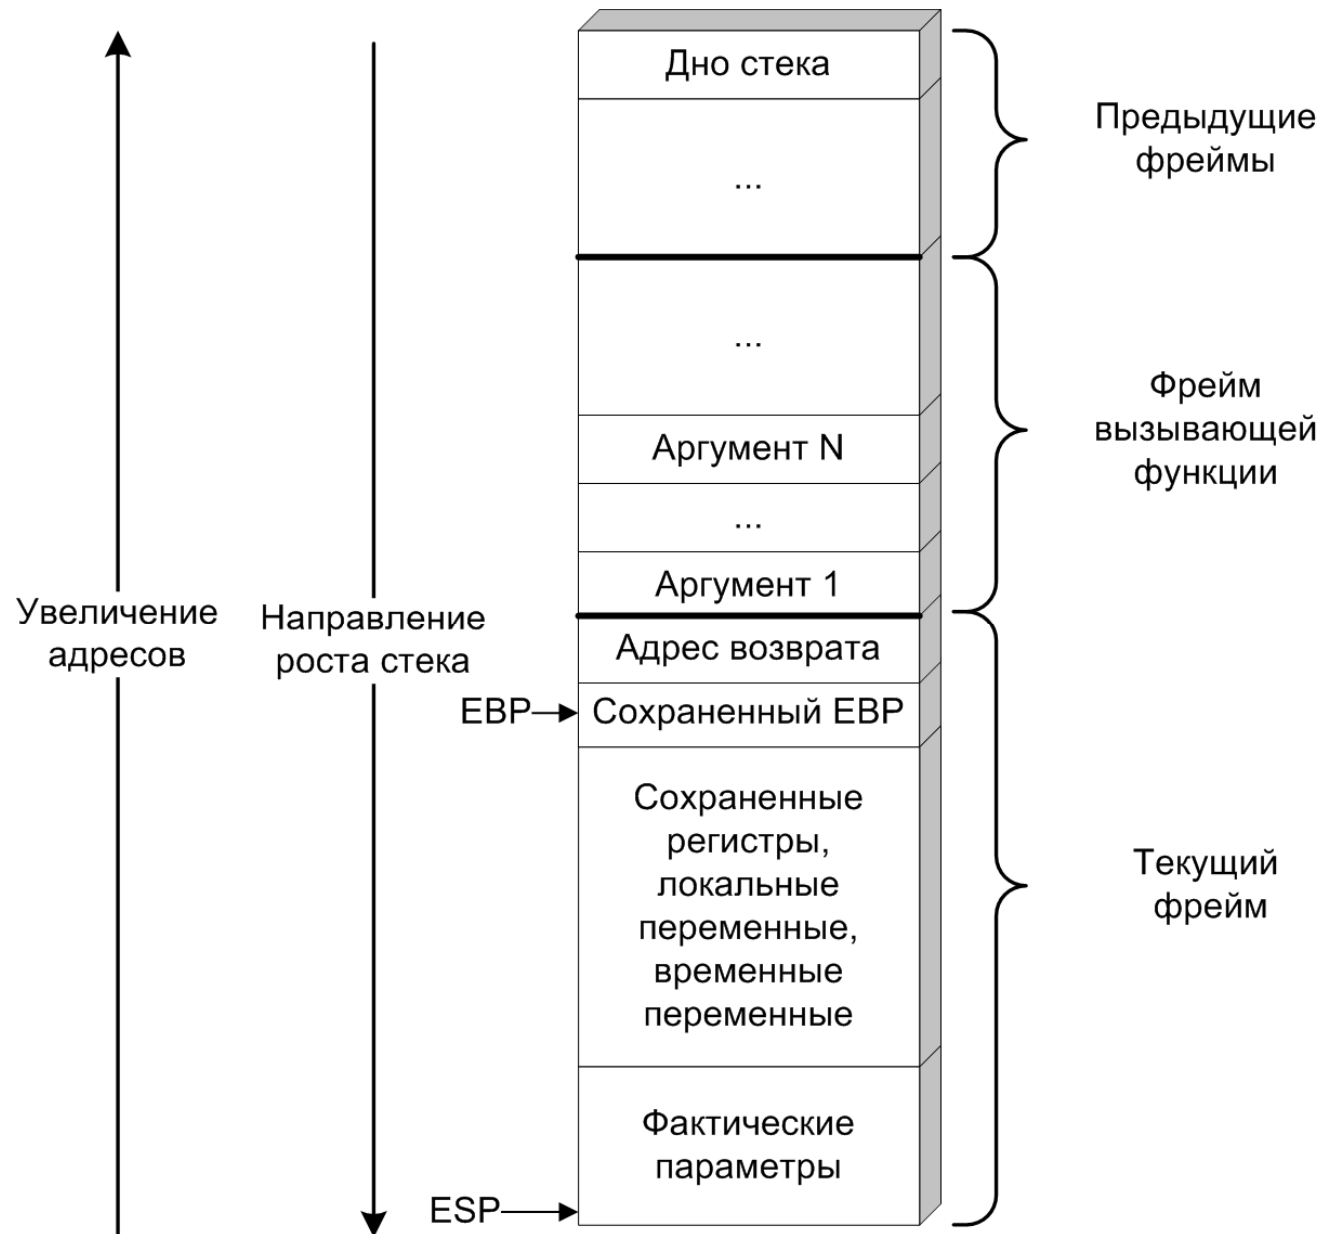 Дно стека
...
Предыдущие
фреймы
...
Аргумент N
...
Аргумент 1
Фрейм
вызывающей
функции
Увеличение
адресов
Направление
роста стека
Адрес возврата
EBP
Сохраненный EBP
Сохраненные
регистры,
локальные
переменные,
временные
переменные
Текущий
фрейм
Фактические
параметры
ESP